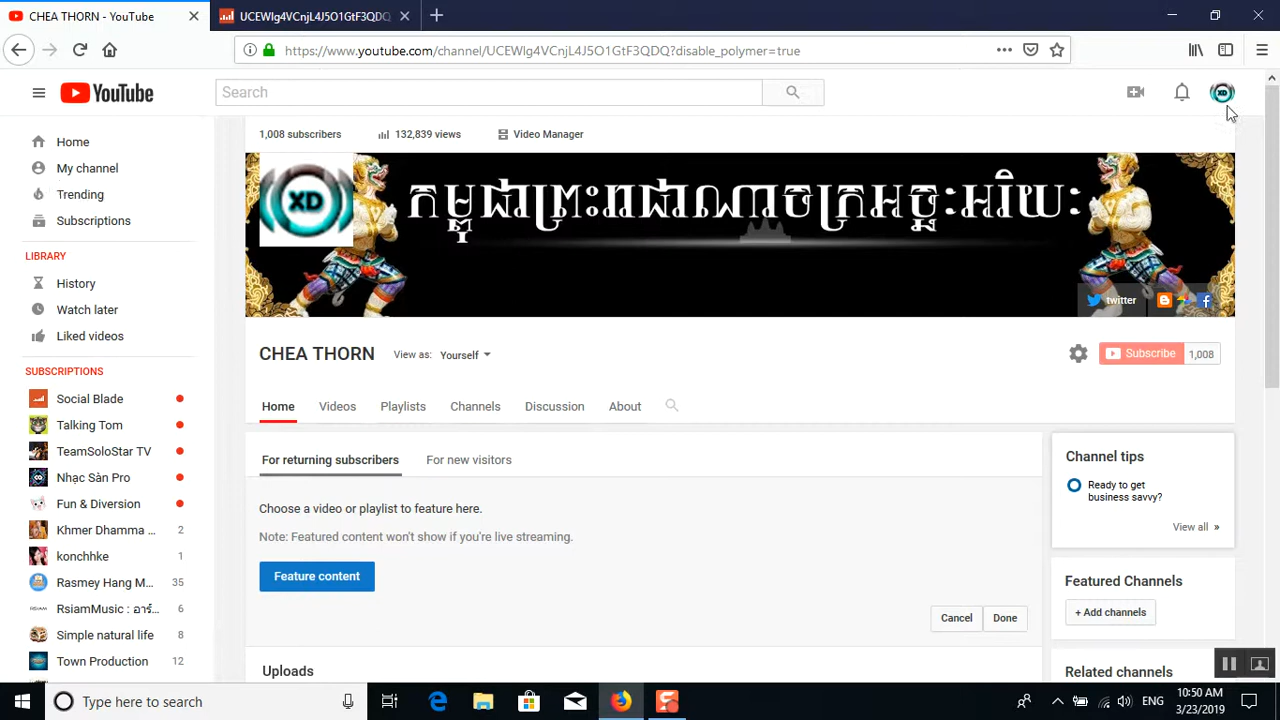 CHEA THORN - YouTube
UCEWIg4VCnjL4J5O1GtF3QDQ
https://www.youtube.com/channel/UCEWIg4VCnjL4J5O1GtF3QDQ?disable_polymer=true
YouTube
Search
XD
1,008 subscribers
132,839 views
Video Manager
Home
My channel
Trending
Subscriptions
XD
twitter
LIBRARY
History
Watch later
Liked videos
CHEA THORN
View as:
Yourself
Subscribe
1,008
SUBSCRIPTIONS
Social Blade
Talking Tom
TeamSoloStar TV
Nhạc Sàn Pro
Fun & Diversion
Khmer Dhamma ...
2
konchhke
1
Rasmey Hang M...
35
RsiamMusic : อาร์...
6
Simple natural life
8
Town Production
12
Home
Videos
Playlists
Channels
Discussion
About
For returning subscribers
For new visitors
Choose a video or playlist to feature here.
Note: Featured content won't show if you're live streaming.
Feature content
Cancel
Done
Uploads
Channel tips
Ready to get
business savvy?
View all »
Featured Channels
+ Add channels
Related channels
Type here to search
ENG
10:50 AM
3/23/2019